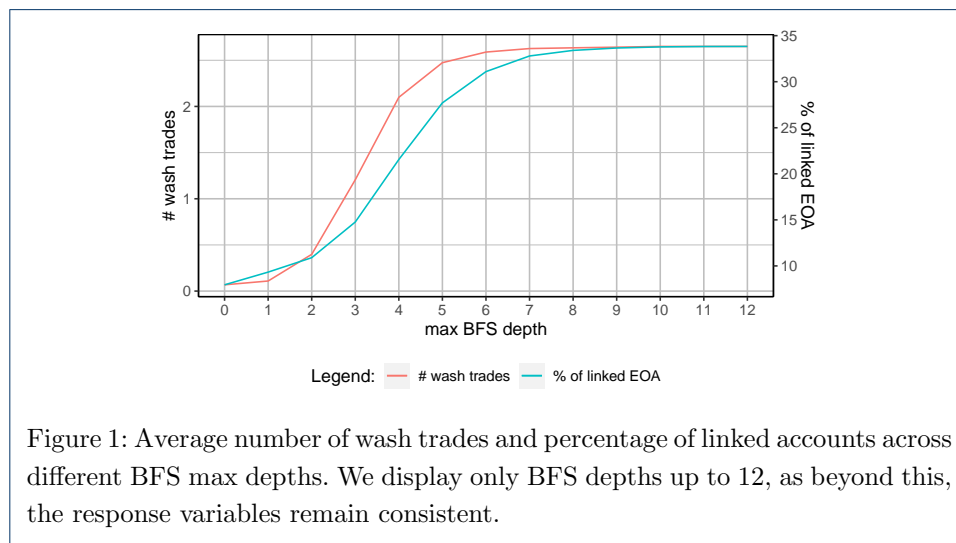 35
30
25
20
15
10
2
1
0
# wash trades
% of linked EOA
0 1 2 3 4 5 6 7 8 9 10 11 12
max BFS depth
Legend: # wash trades % of linked EOA
Figure 1: Average number of wash trades and percentage of linked accounts across
different BFS max depths. We display only BFS depths up to 12, as beyond this,
the response variables remain consistent.